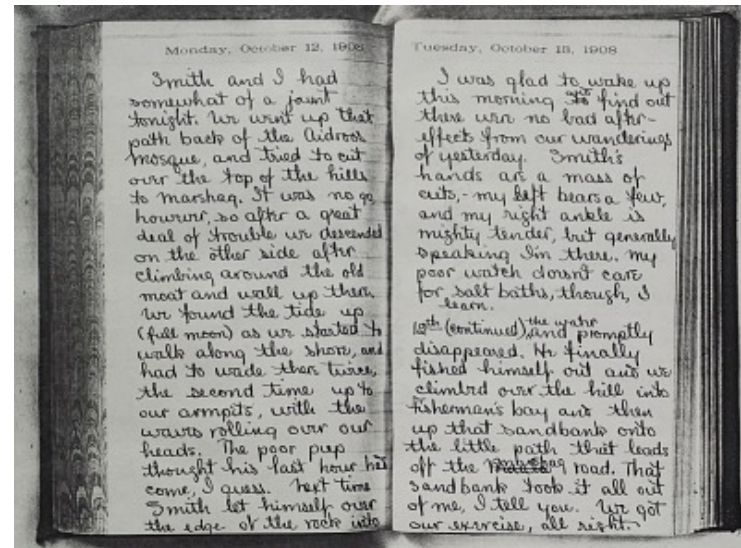 Monday, October 12, 1908
Smith and I had
somewhat of a jaunt
tonight. We went up that
path back of the Aidroos
Mosque, and tried to cut
over the top of the hills
to Marshag. It was no go,
however, so after a great
deal of trouble we descended
on the other side after
climbing around the old
moat and wall up there.
We found the tide up
(full moon) as we started to
walk along the shore, and
had to wade then twice,
the second time up to
our armpits, with the
waves rolling over our
heads. The poor pup
thought his last hour had
come, I guess. Next time
Smith let himself over
the edge of the rock into
Tuesday, October 13, 1908
I was glad to wake up
this morning to find out
there were no bad after-
effects from our wanderings
of yesterday. Smith's
hands are a mass of
cuts,- my left bears a few,
and my right ankle is
mighty tender, but generally
speaking I'm there. My
poor watch doesn't care
for salt baths, though, I
learn.
12th (continued), the water
and promptly
disappeared. He finally
fished himself out and we
climbed over the hill into
fisherman's bay and then
up that sandbank onto
the little path that leads
off the road. That
sandbank took it all out
of me, I tell you. We got
our exercise, all right.